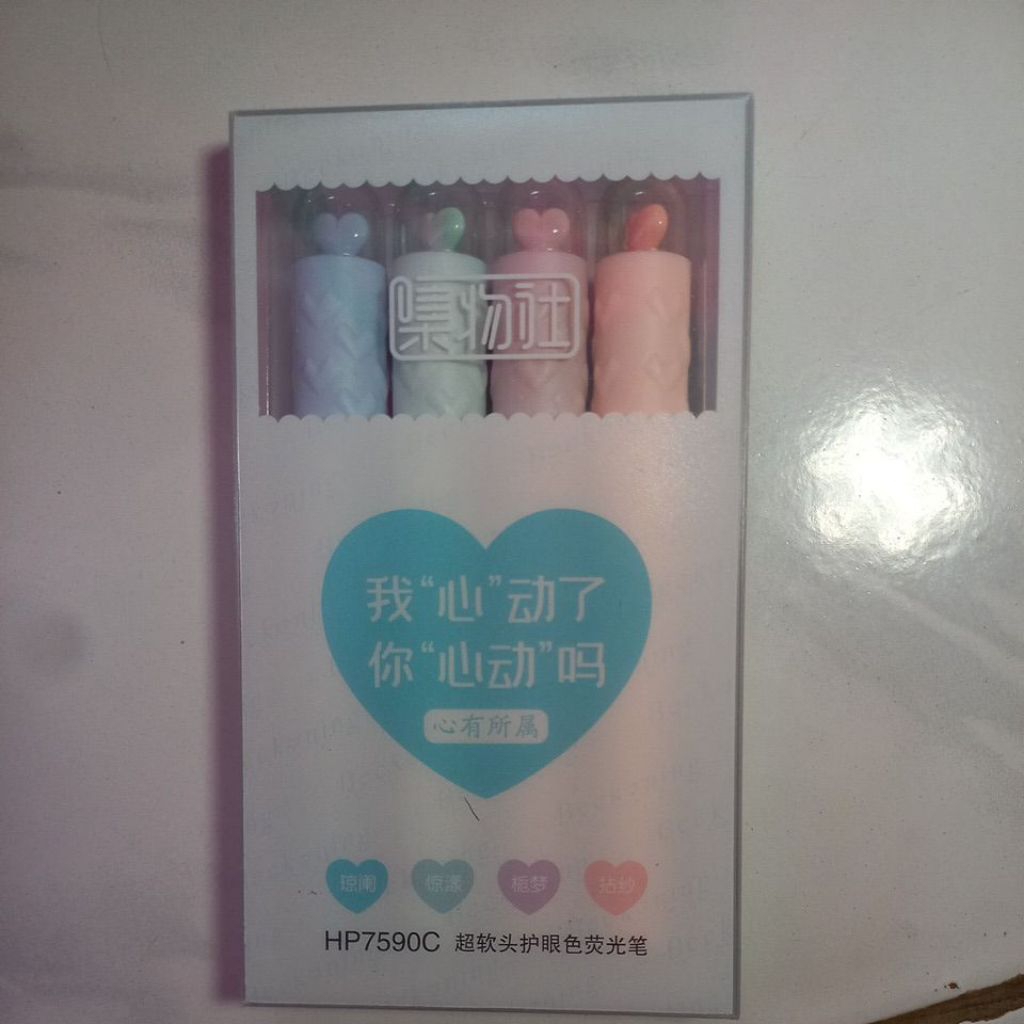 集物社
我“心”动了
你“心动”吗
心有所属
琼阑 惊漾 栀梦 拈纱
HP7590C 超软头护眼色荧光笔